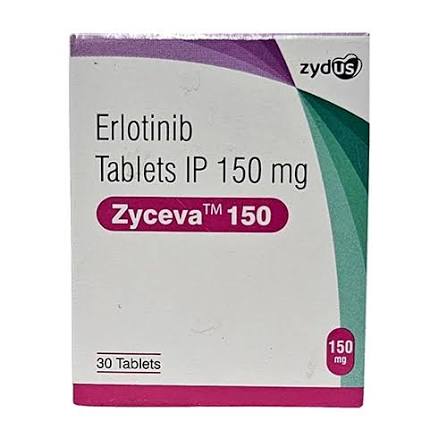 zydus
Erlotinib
Tablets IP 150 mg
Zyceva™ 150
30 Tablets
150
mg